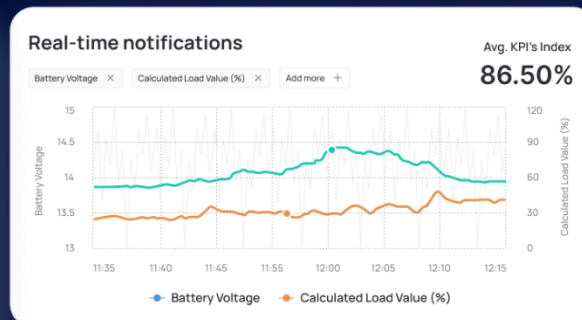 Real-time notifications
Avg. KPI's Index
86.50%
Battery Voltage ×
Calculated Load Value (%) ×
Add more +
Battery Voltage
15
14.5
14
13.5
13
120
90
60
30
0
Calculated Load Value (%)
11:35 11:40 11:45 11:55 12:00 12:05 12:10 12:15
Battery Voltage Calculated Load Value (%)